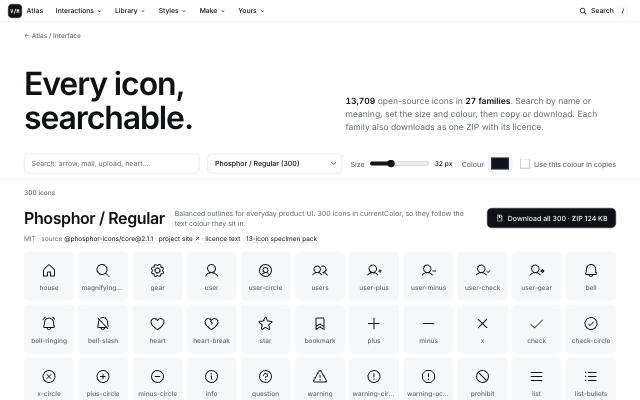 V/M Atlas Interactions Library Styles Make Yours Search /
← Atlas / Interface
Every icon,
searchable.
13,709 open-source icons in 27 families. Search by name or
meaning, set the size and colour, then copy or download. Each
family also downloads as one ZIP with its licence.
Search: arrow, mail, upload, heart... Phosphor / Regular (300) Size 32 px Colour Use this colour in copies
300 icons
Phosphor / Regular
Balanced outlines for everyday product UI. 300 icons in currentColor, so they follow the
text colour they sit in.
Download all 300 · ZIP 124 KB
MIT · source @phosphor-icons/core@2.1.1 · project site ↗ · licence text · 13-icon specimen pack
house magnifying... gear user user-circle users user-plus user-minus user-check user-gear bell
bell-ringing bell-slash heart heart-break star bookmark plus minus x check check-circle
x-circle plus-circle minus-circle info question warning warning-cir... warning-oc... prohibit list list-bullets